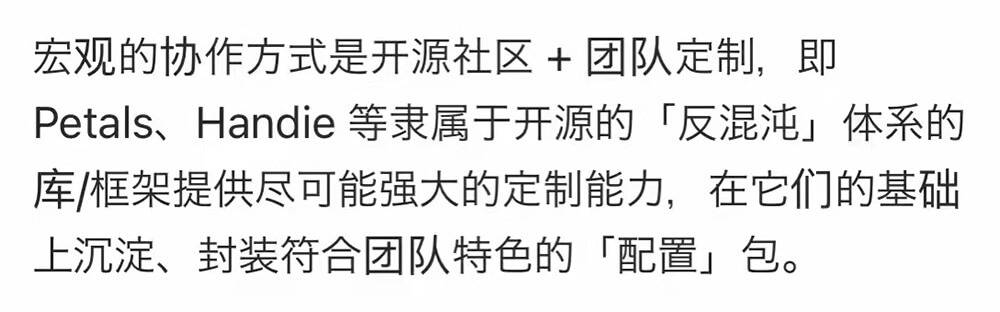 宏观的协作方式是开源社区 + 团队定制，即
Petals、Handie 等隶属于开源的「反混沌」体系的
库/框架提供尽可能强大的定制能力，在它们的基础
上沉淀、封装符合团队特色的「配置」包。